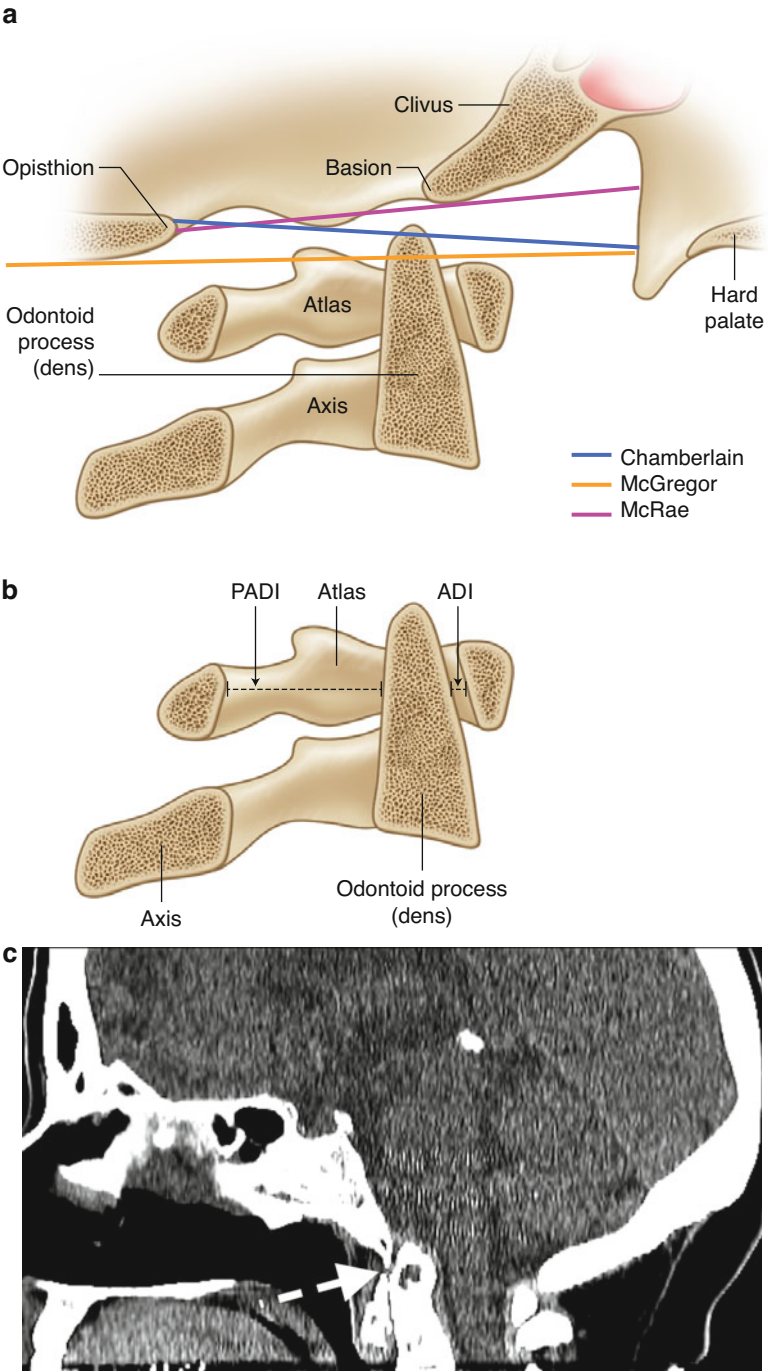 a
Clivus
Opisthion
Basion
Atlas
Odontoid
process
(dens)
Axis
Hard
palate
Chamberlain
McGregor
McRae
b
PADI
Atlas
ADI
Odontoid process
(dens)
Axis
c